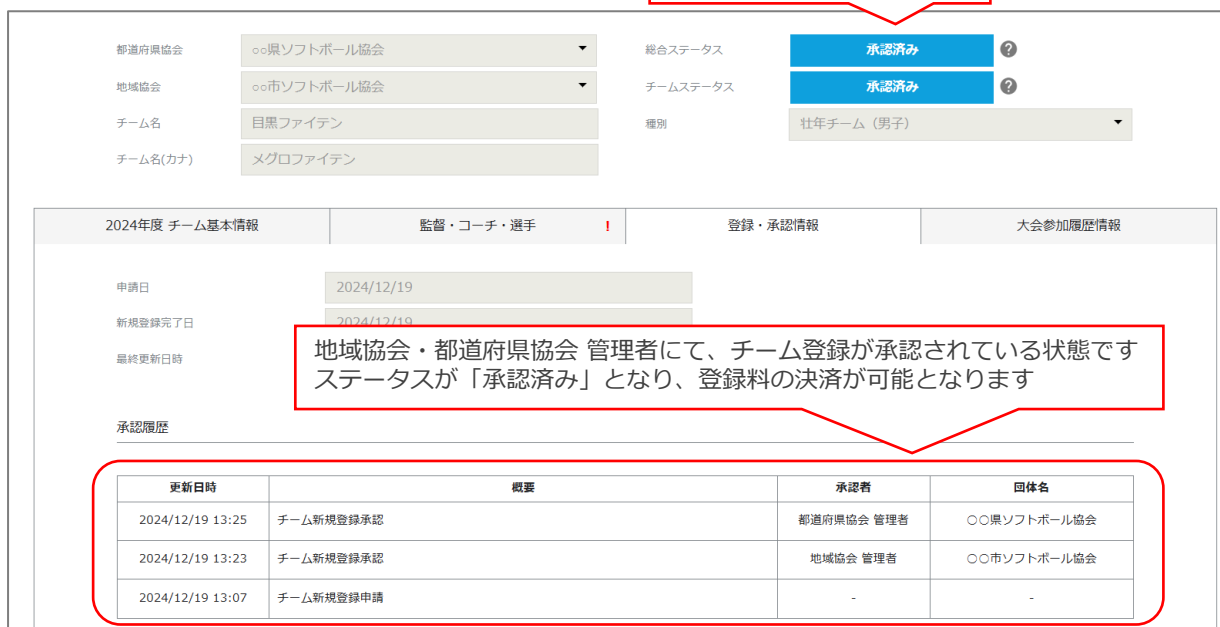 都道府県協会 ○○県ソフトボール協会 総合ステータス 承認済み ?
地域協会 ○○市ソフトボール協会 チームステータス 承認済み ?
チーム名 目黒ファイテン 種別 壮年チーム（男子）
チーム名(カナ) メグロファイテン
2024年度 チーム基本情報 監督・コーチ・選手 ! 登録・承認情報 大会参加履歴情報
申請日 2024/12/19
新規登録完了日 2024/12/19
最終更新日時
地域協会・都道府県協会 管理者にて、チーム登録が承認されている状態です
ステータスが「承認済み」となり、登録料の決済が可能となります
承認履歴
更新日時 概要 承認者 団体名
2024/12/19 13:25 チーム新規登録承認 都道府県協会 管理者 ○○県ソフトボール協会
2024/12/19 13:23 チーム新規登録承認 地域協会 管理者 ○○市ソフトボール協会
2024/12/19 13:07 チーム新規登録申請 - -